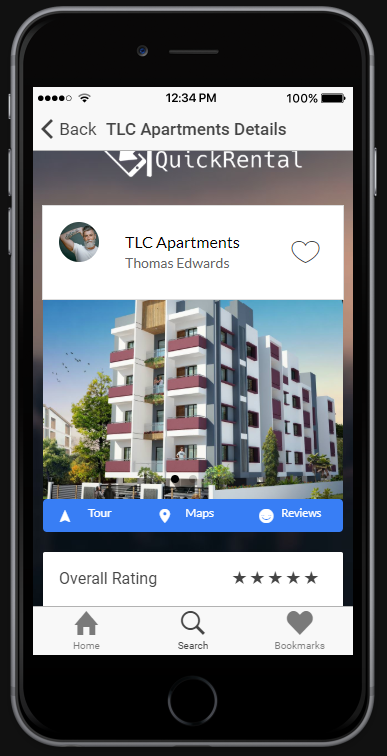 12:34 PM 100%
Back TLC Apartments Details
QuickRental
TLC Apartments
Thomas Edwards
Tour Maps Reviews
Overall Rating ★★★★★
Home Search Bookmarks